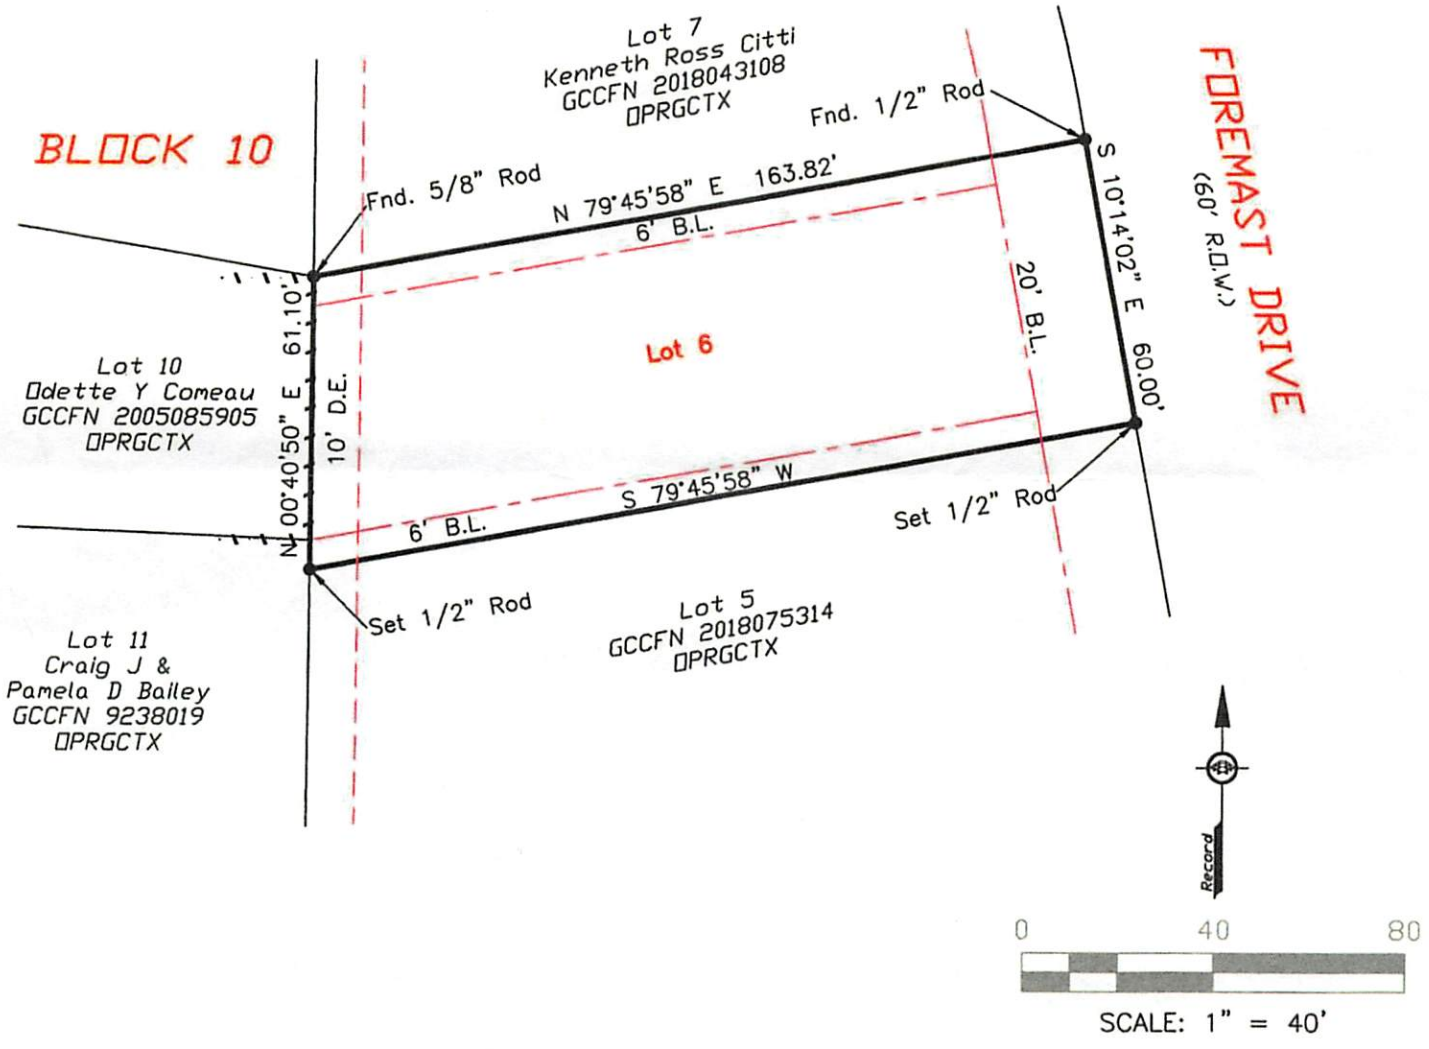 Lot 7
Kenneth Ross Citti
GCCFN 2018043108
OPRGCTX
Fnd. 1/2" Rod
BLOCK 10
Fnd. 5/8" Rod
N 79°45'58" E 163.82'
6' B.L.
S 10°14'02" E 60.00'
FOREMAST DRIVE
(60' R.O.W.)
20' B.L.
Lot 6
N 00°40'50" E 61.10'
10' D.E.
Lot 10
Odette Y Comeau
GCCFN 2005085905
OPRGCTX
S 79°45'58" W
6' B.L.
Set 1/2" Rod
Set 1/2" Rod
Lot 5
GCCFN 2018075314
OPRGCTX
Lot 11
Craig J &
Pamela D Bailey
GCCFN 9238019
OPRGCTX
Record
0 40 80
SCALE: 1" = 40'